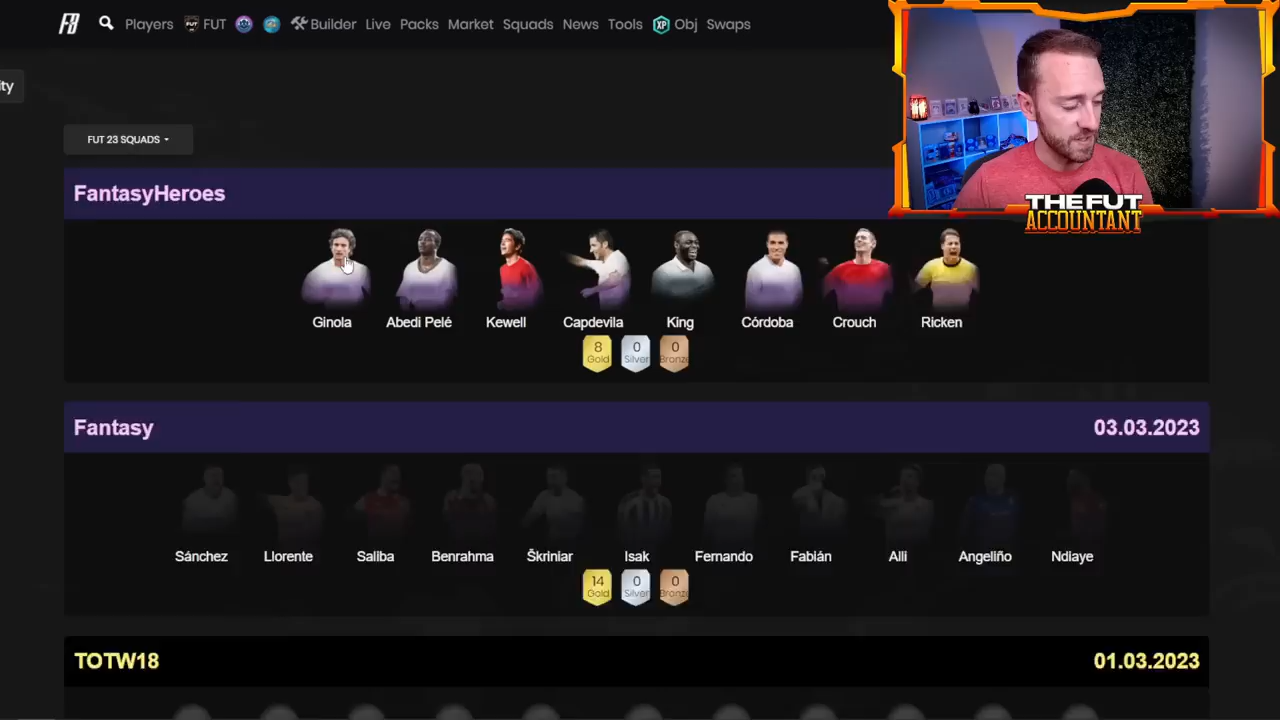 FB Players FUT Builder Live Packs Market Squads News Tools XP Obj Swaps
ity
FUT 23 SQUADS
THE FUT
ACCOUNTANT
FantasyHeroes
Ginola Abedi Pelé Kewell Capdevila King Córdoba Crouch Ricken
8 0 0
Gold Silver Bronze
Fantasy 03.03.2023
Sánchez Llorente Saliba Benrahma Škriniar Isak Fernando Fabián Alli Angeliño Ndiaye
14 0 0
Gold Silver Bronze
TOTW18 01.03.2023